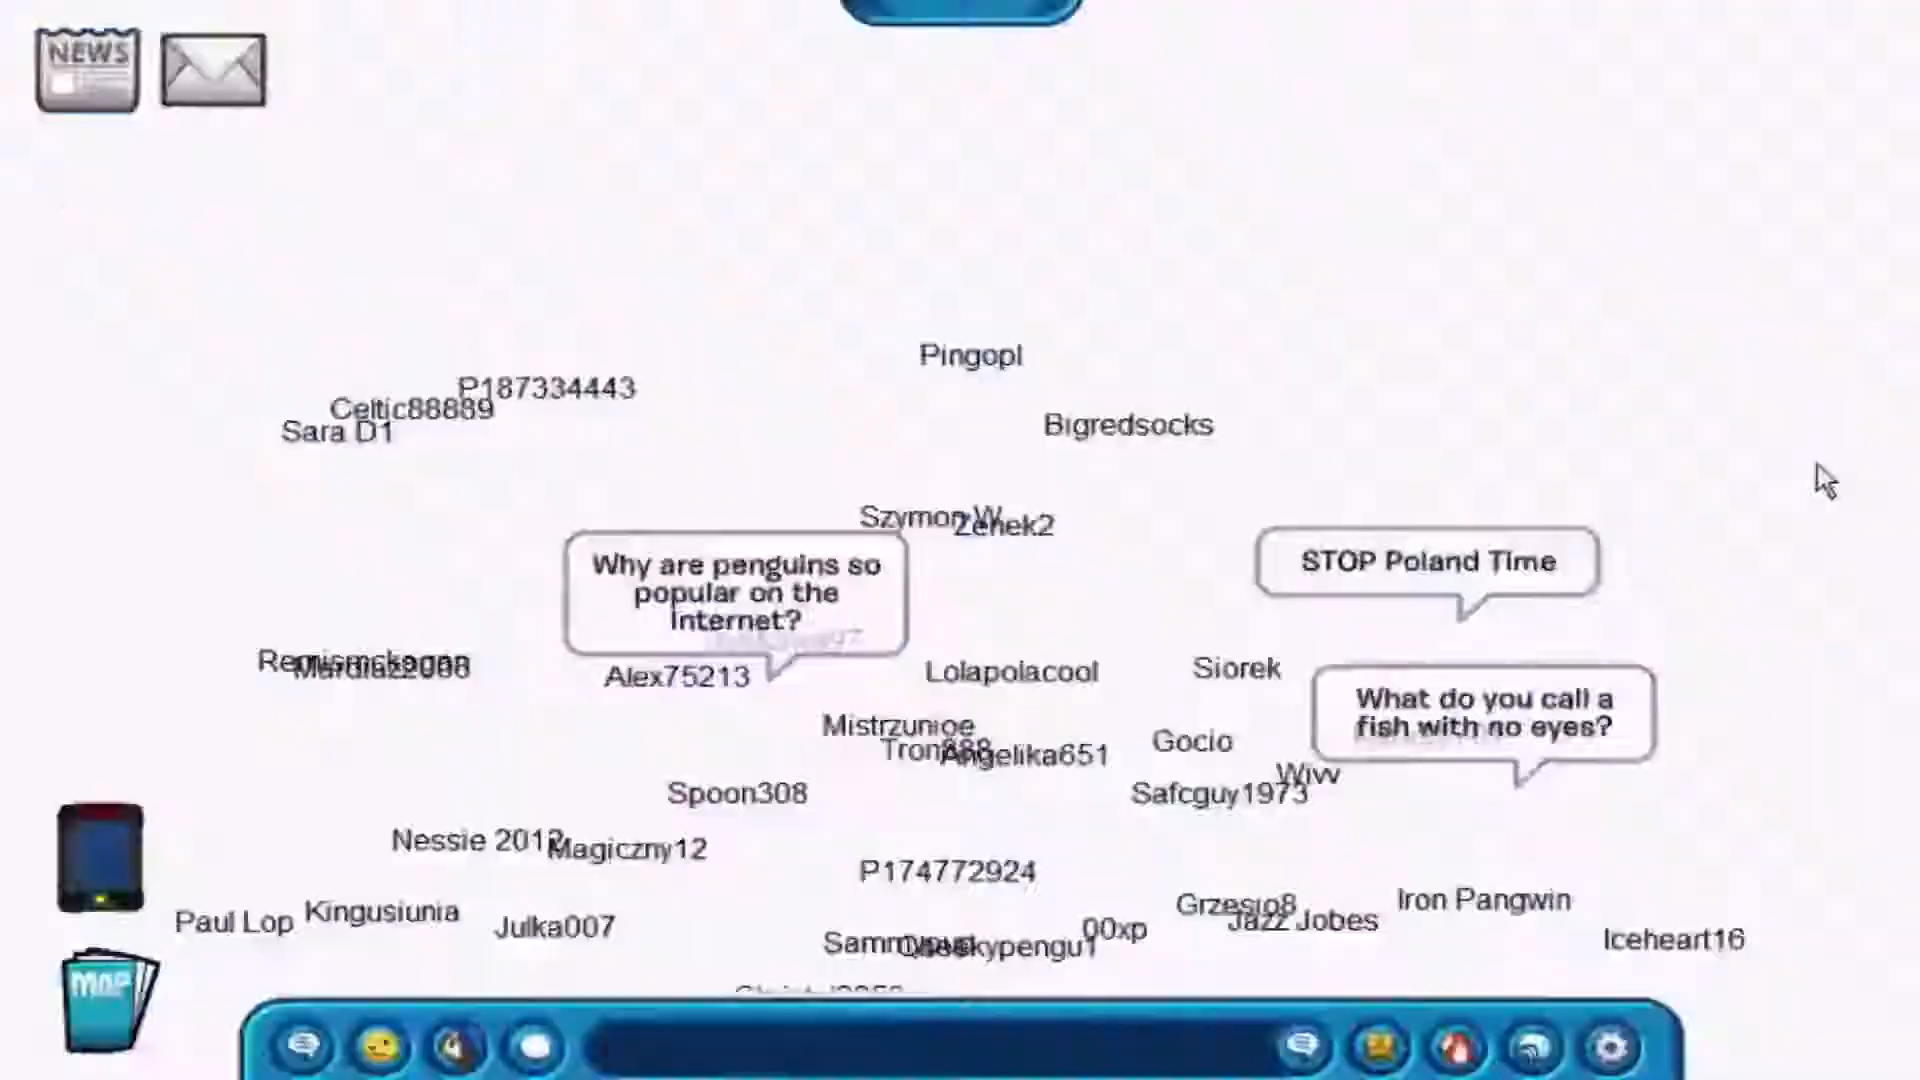 NEWS
Pingopl
P187334443
Celtic88889
Sara D1
Bigredsocks
Szymon W
Zenek2
Why are penguins so
popular on the
internet?
STOP Poland Time
Alex75213
Lolapolacool
Siorek
What do you call a
fish with no eyes?
Mistrzunioe
Tron888
Angelika651
Gocio
Wivv
Spoon308
Safcguy1973
Nessie 2012
Magiczny12
P174772924
Paul Lop
Kingusiunia
Julka007
00xp
Grzesio8
Jazz Jobes
Iron Pangwin
Iceheart16
MAP